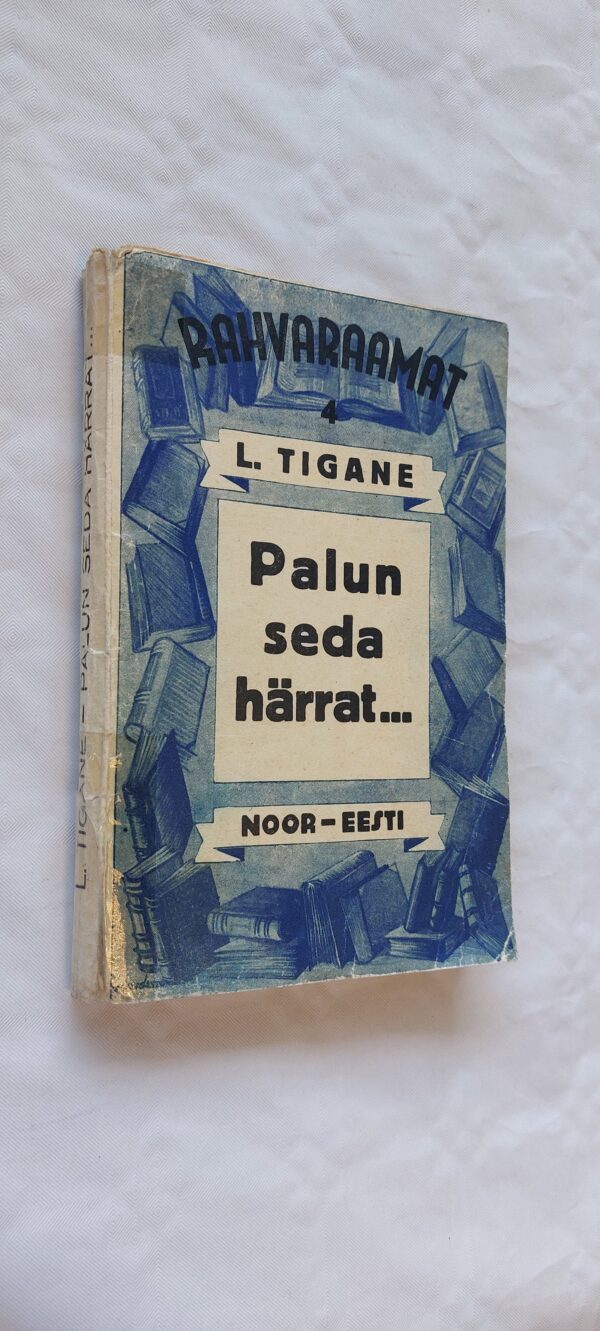 RAHVARAAMAT
4
L. TIGANE
Palun
seda
härrat...
NOOR-EESTI
L. TIGANE - PALUN SEDA HÄRRAT...